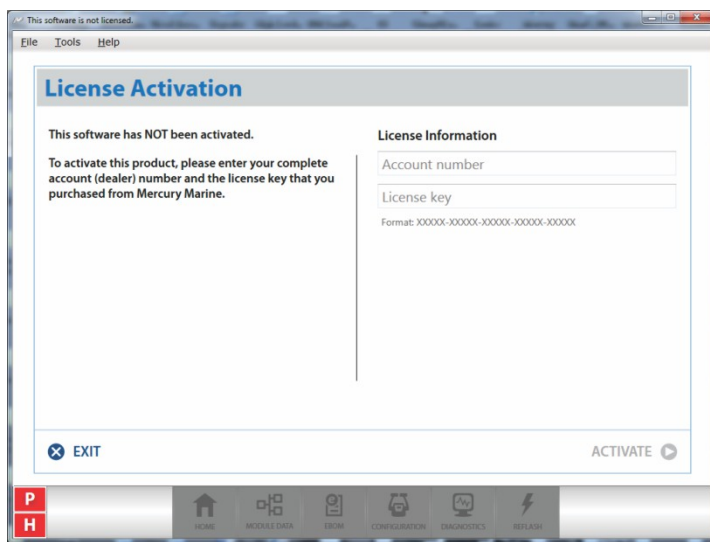 This software is not licensed.
File Tools Help
License Activation
This software has NOT been activated.
To activate this product, please enter your complete
account (dealer) number and the license key that you
purchased from Mercury Marine.
License Information
Account number
License key
Format: XXXXX-XXXXX-XXXXX-XXXXX-XXXXX
EXIT
ACTIVATE
P
H
HOME MODULE DATA EROM CONFIGURATION DIAGNOSTICS REFLASH